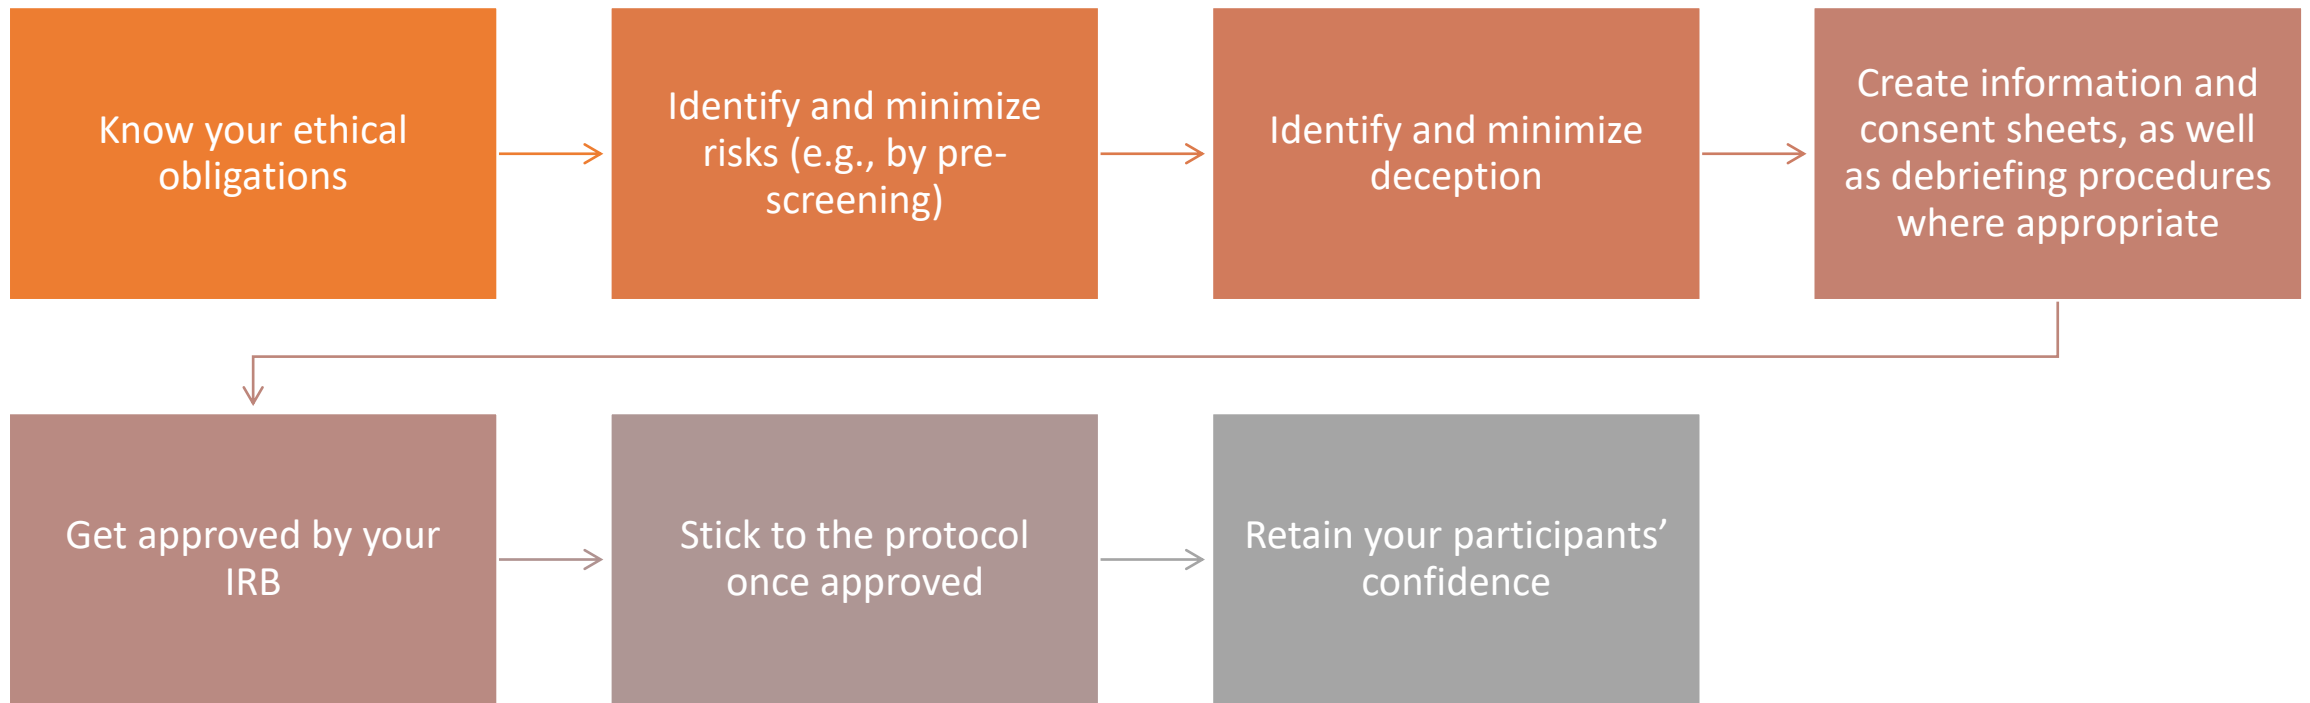 Know your ethical
obligations
Identify and minimize
risks (e.g., by pre-
screening)
Identify and minimize
deception
Create information and
consent sheets, as well
as debriefing procedures
where appropriate
Get approved by your
IRB
Stick to the protocol
once approved
Retain your participants’
confidence